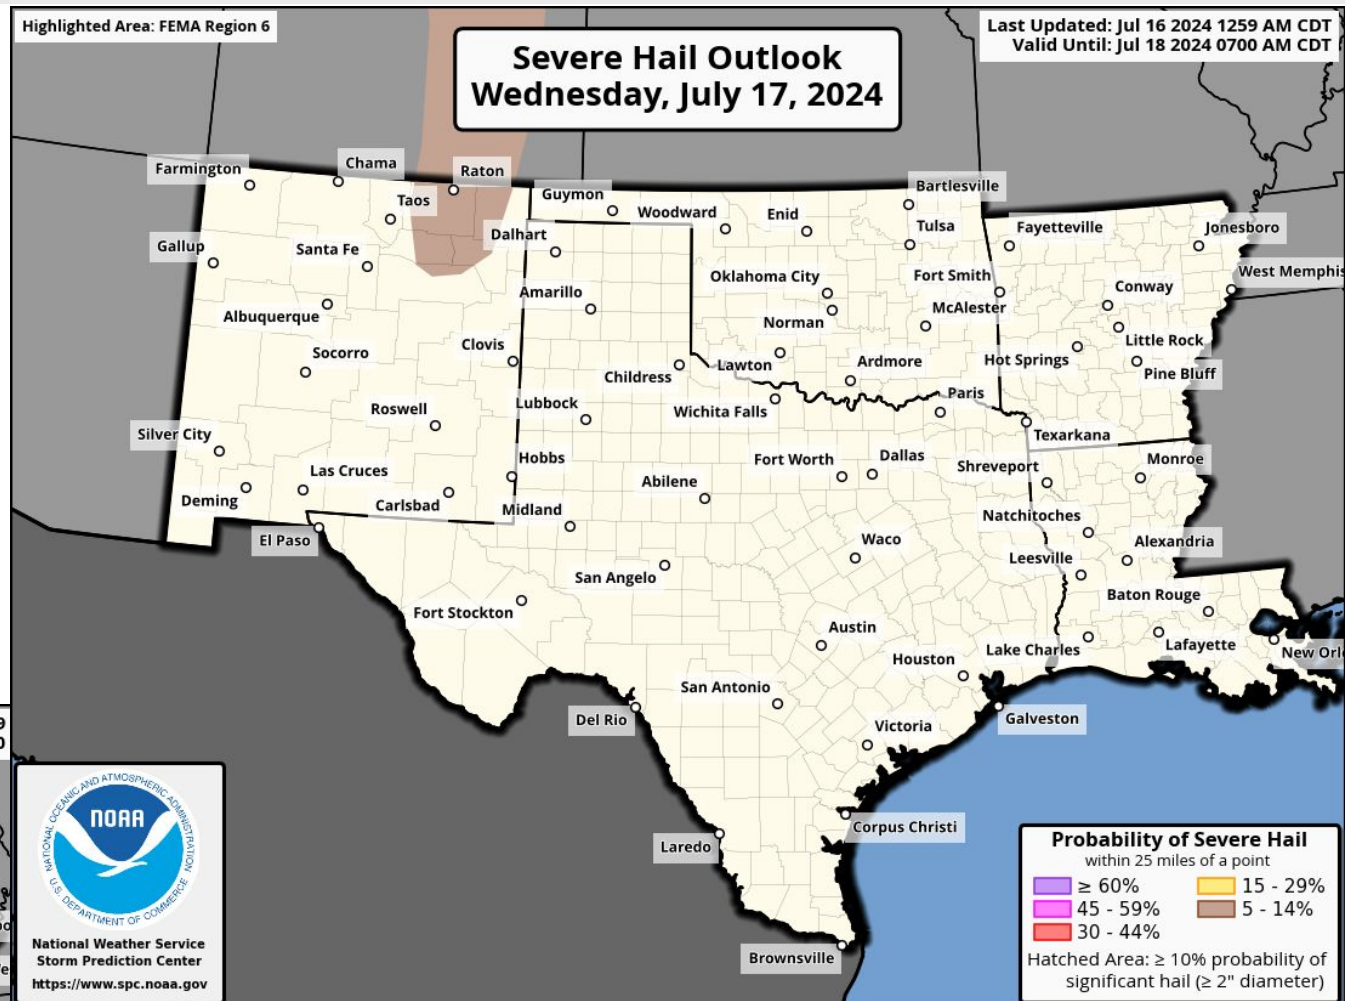 Highlighted Area: FEMA Region 6
Severe Hail Outlook
Wednesday, July 17, 2024
Last Updated: Jul 16 2024 1259 AM CDT
Valid Until: Jul 18 2024 0700 AM CDT
Farmington
Chama
Raton
Taos
Guymon
Woodward
Enid
Bartlesville
Tulsa
Fayetteville
Jonesboro
Gallup
Santa Fe
Dalhart
Oklahoma City
Fort Smith
West Memphis
Albuquerque
Amarillo
Norman
McAlester
Conway
Little Rock
Socorro
Clovis
Childress
Lawton
Ardmore
Hot Springs
Pine Bluff
Roswell
Lubbock
Wichita Falls
Paris
Texarkana
Silver City
Las Cruces
Hobbs
Abilene
Fort Worth
Dallas
Shreveport
Monroe
Deming
Carlsbad
Midland
Natchitoches
El Paso
San Angelo
Waco
Leesville
Alexandria
Fort Stockton
Baton Rouge
Austin
Houston
Lake Charles
Lafayette
New Orl
San Antonio
Del Rio
Victoria
Galveston
Laredo
Corpus Christi
Brownsville
9
0
NATIONAL OCEANIC AND ATMOSPHERIC ADMINISTRATION
NOAA
U.S. DEPARTMENT OF COMMERCE
National Weather Service
Storm Prediction Center
https://www.spc.noaa.gov
Probability of Severe Hail
within 25 miles of a point
≥ 60%
45 - 59%
30 - 44%
15 - 29%
5 - 14%
Hatched Area: ≥ 10% probability of
significant hail (≥ 2" diameter)